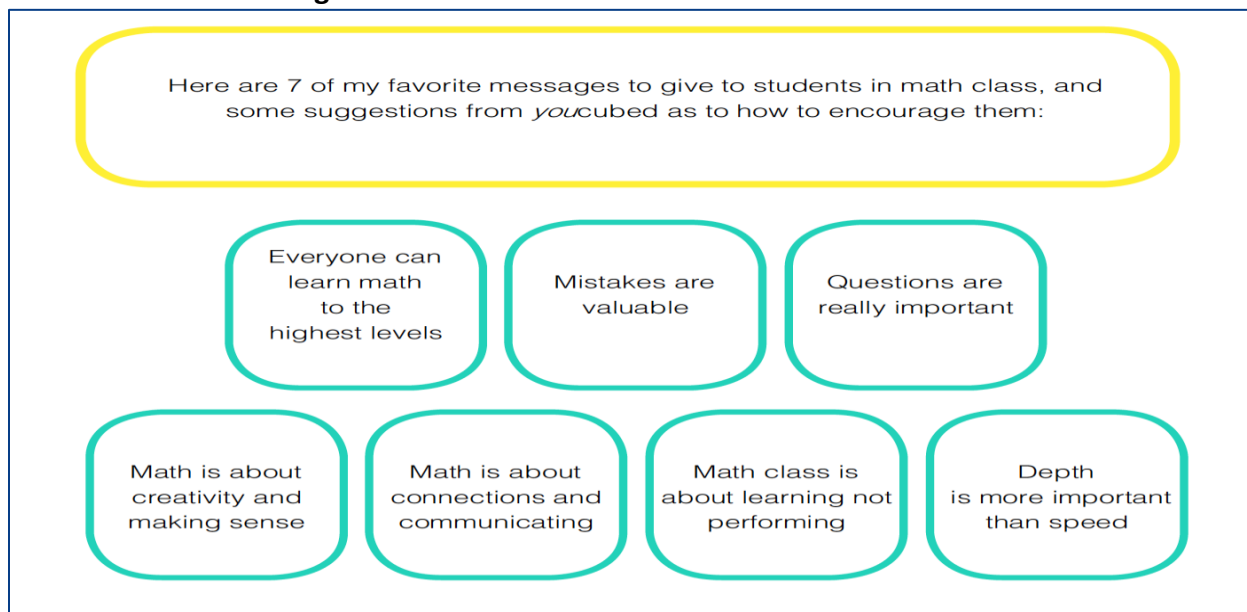 Here are 7 of my favorite messages to give to students in math class, and
some suggestions from youcubed as to how to encourage them:
Everyone can
learn math
to the
highest levels
Mistakes are
valuable
Questions are
really important
Math is about
creativity and
making sense
Math is about
connections and
communicating
Math class is
about learning not
performing
Depth
is more important
than speed